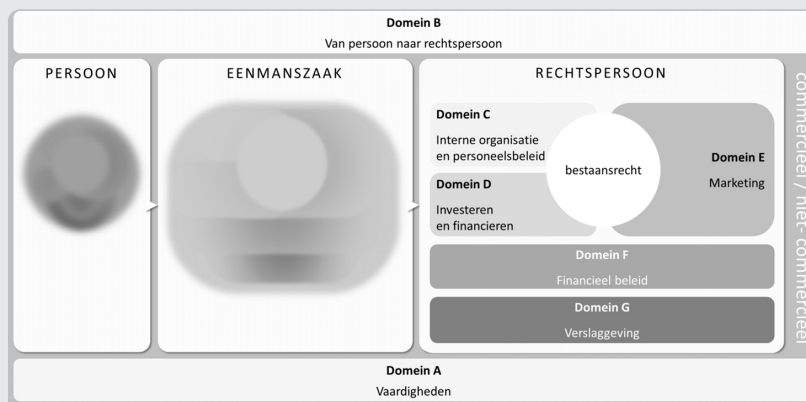 Domein B
Van persoon naar rechtspersoon
PERSOON
EENMANSZAAK
RECHTSPERSOON
Domein C
Interne organisatie
en personeelsbeleid
Domein D
Investeren
en financieren
bestaansrecht
Domein E
Marketing
Domein F
Financieel beleid
Domein G
Verslaggeving
commercieel / niet- commercieel
Domein A
Vaardigheden